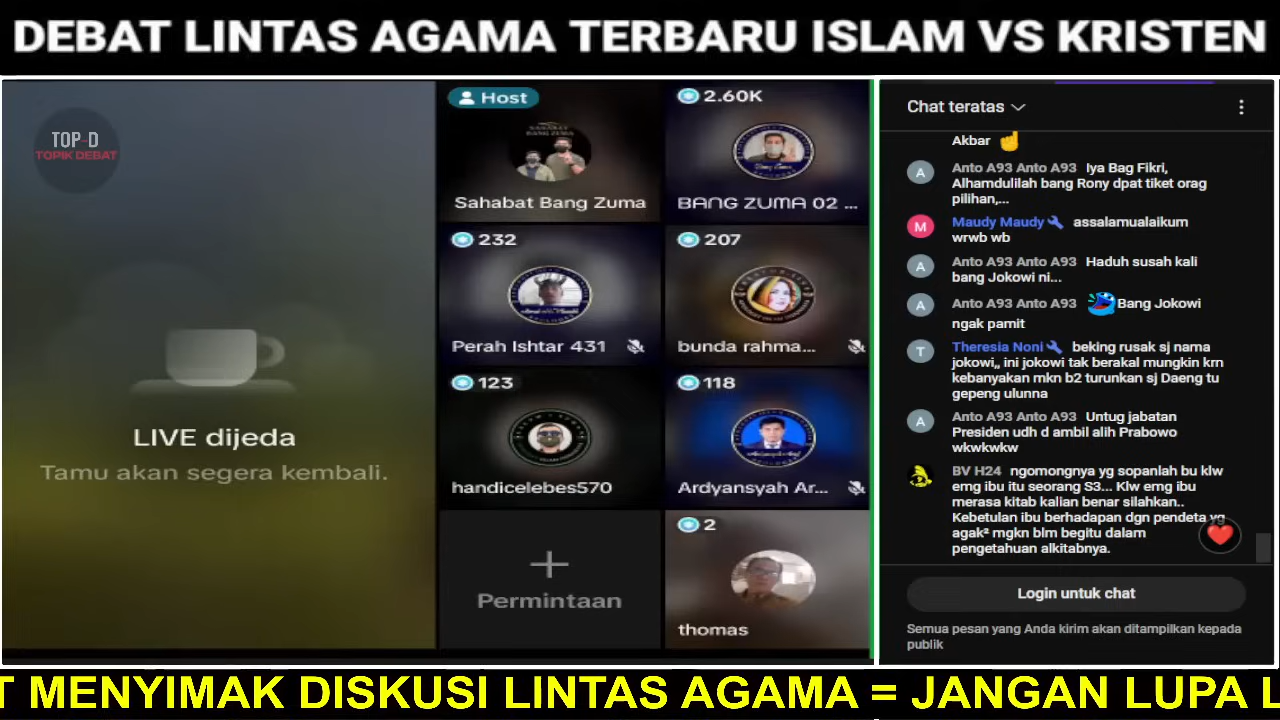 DEBAT LINTAS AGAMA TERBARU ISLAM VS KRISTEN
TOP-D
TOPIK DEBAT
LIVE dijeda
Tamu akan segera kembali.
Host
Sahabat Bang Zuma
2.60K
BANG ZUMA 02 ...
232
Perah Ishtar 431
207
bunda rahma...
123
handicelebes570
118
Ardyansyah Ar...
Permintaan
2
thomas
Chat teratas
Akbar ☝
Anto A93 Anto A93 Iya Bag Fikri,
Alhamdulilah bang Rony dpat tiket orag
pilihan,...
Maudy Maudy assalamualaikum
wrwb wb
Anto A93 Anto A93 Haduh susah kali
bang Jokowi ni...
Anto A93 Anto A93 Bang Jokowi
ngak pamit
Theresia Noni beking rusak sj nama
jokowi,, ini jokowi tak berakal mungkin krn
kebanyakan mkn b2 turunkan sj Daeng tu
gepeng ulunna
Anto A93 Anto A93 Untug jabatan
Presiden udh d ambil alih Prabowo
wkwkwkw
BV H24 ngomongnya yg sopanlah bu klw
emg ibu itu seorang S3... Klw emg ibu
merasa kitab kalian benar silahkan..
Kebetulan ibu berhadapan dgn pendeta yg
agak² mgkn blm begitu dalam
pengetahuan alkitabnya.
Login untuk chat
Semua pesan yang Anda kirim akan ditampilkan kepada
publik
T MENYIMAK DISKUSI LINTAS AGAMA = JANGAN LUPA L